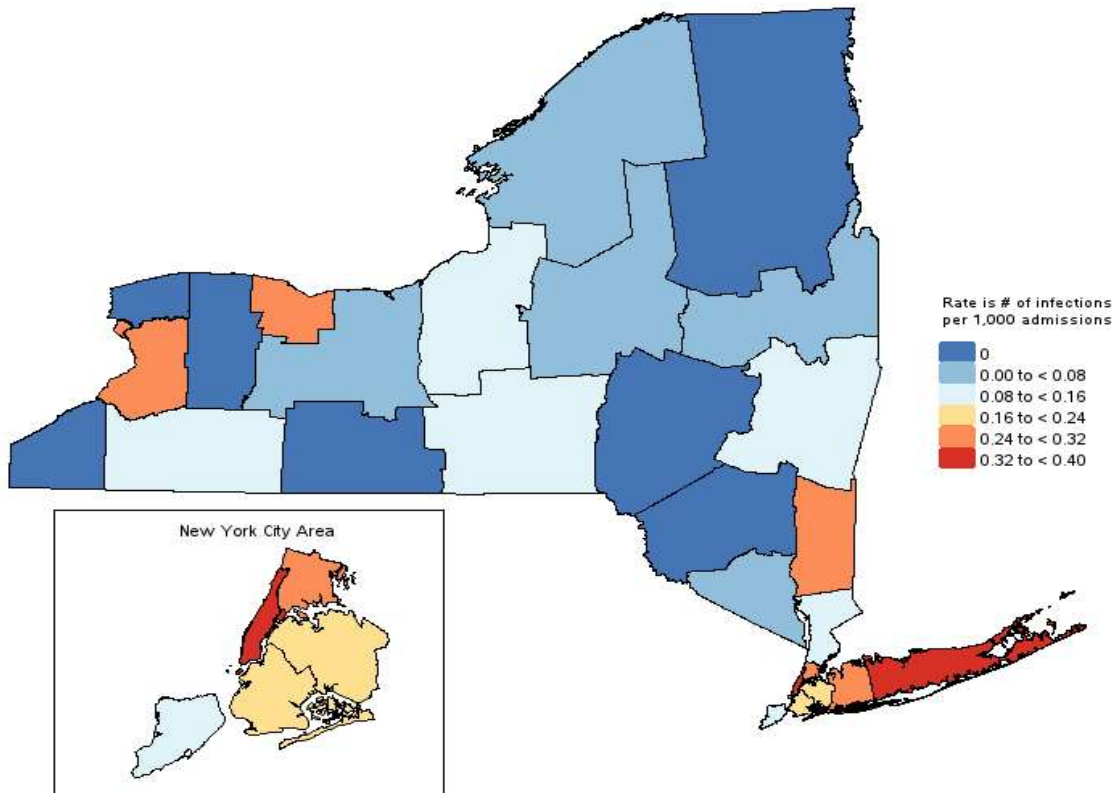 Rate is # of infections
per 1,000 admissions
0
0.00 to < 0.08
0.08 to < 0.16
0.16 to < 0.24
0.24 to < 0.32
0.32 to < 0.40
New York City Area